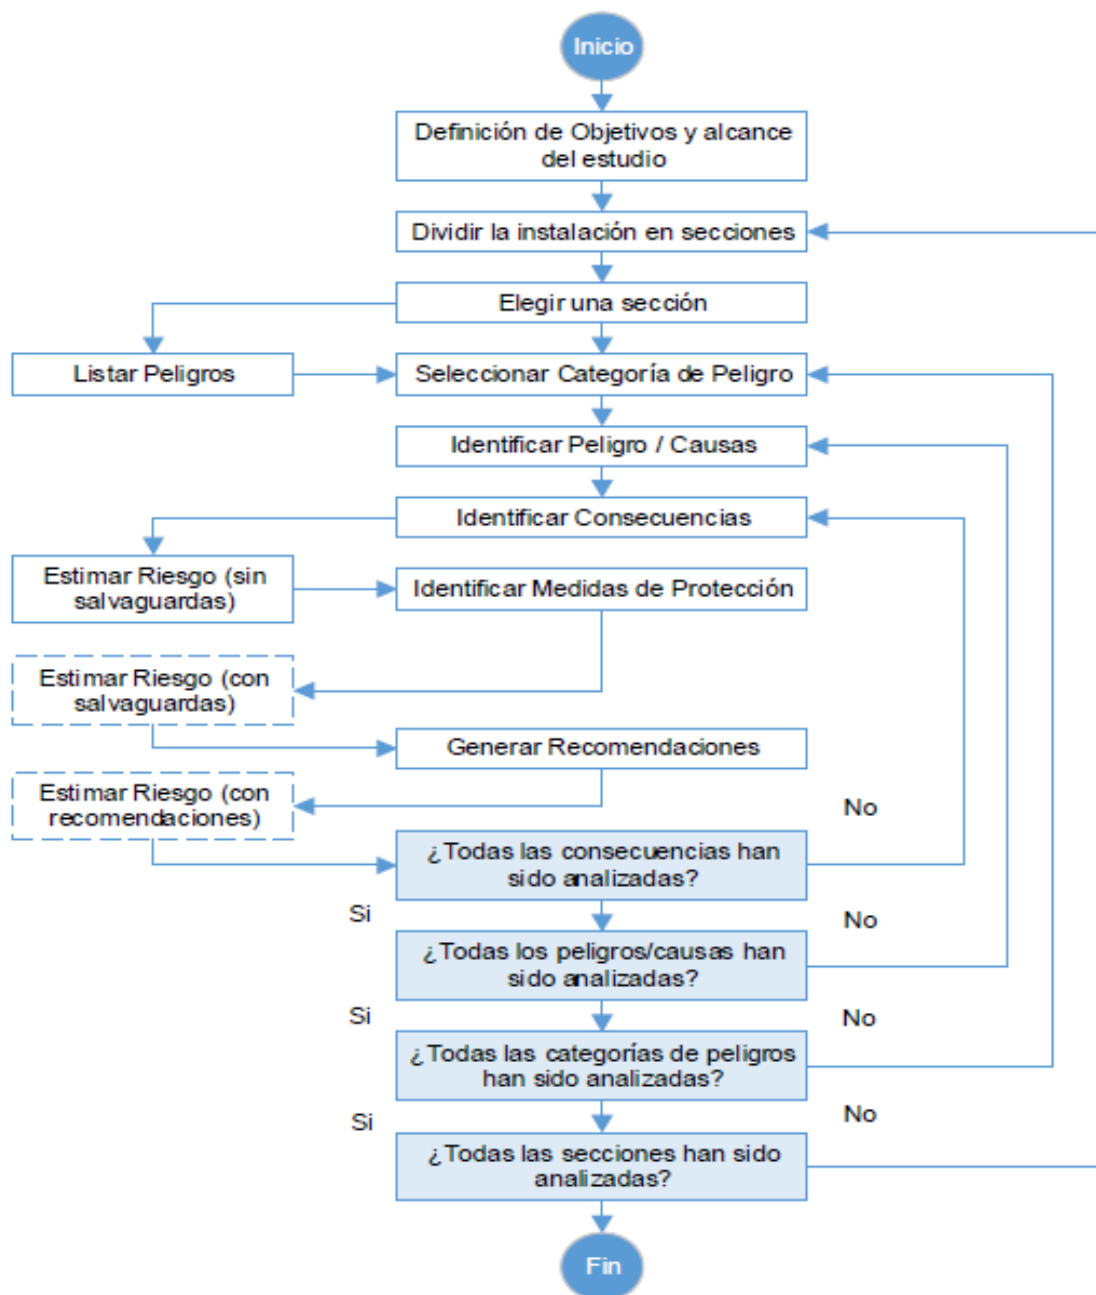 Inicio
Definición de Objetivos y alcance
del estudio
Dividir la instalación en secciones
Elegir una sección
Listar Peligros
Seleccionar Categoría de Peligro
Identificar Peligro / Causas
Identificar Consecuencias
Estimar Riesgo (sin
salvaguardas)
Identificar Medidas de Protección
Estimar Riesgo (con
salvaguardas)
Generar Recomendaciones
Estimar Riesgo (con
recomendaciones)
No
¿Todas las consecuencias han
sido analizadas?
Si
No
¿Todas los peligros/causas han
sido analizadas?
Si
No
¿Todas las categorías de peligros
han sido analizadas?
Si
No
¿Todas las secciones han sido
analizadas?
Fin